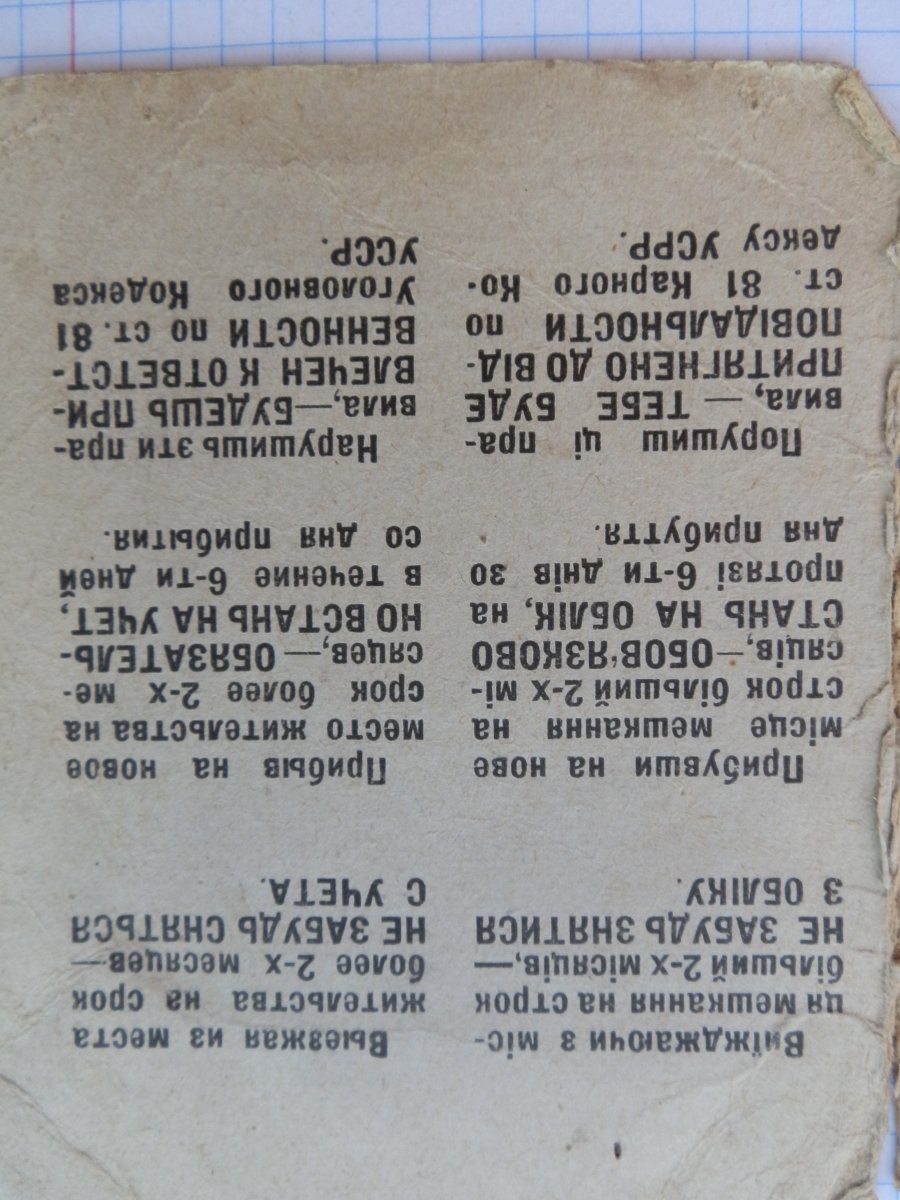 Виїжджаючи з міс-
ця мешкання на строк
більший 2-х місяців,—
НЕ ЗАБУДЬ ЗНЯТИСЯ
З ОБЛІКУ.
Прибувши на нове
місце мешкання на
строк більший 2-х мі-
сяців,—ОБОВ'ЯЗКОВО
СТАНЬ НА ОБЛІК, на
протязі 6-ти днів зо
дня прибуття.
Порушиш ці пра-
вила, — ТЕБЕ БУДЕ
ПРИТЯГНЕНО ДО ВІД-
ПОВІДАЛЬНОСТИ по
ст. 81 Карного Ко-
дексу УСРР.
Выезжая из места
жительства на срок
более 2-х месяцев—
НЕ ЗАБУДЬ СНЯТЬСЯ
С УЧЕТА.
Прибыв на новое
место жительства на
срок более 2-х ме-
сяцев,—ОБЯЗАТЕЛЬ-
НО ВСТАНЬ НА УЧЕТ,
в течение 6-ти дней
со дня прибытия.
Нарушишь эти пра-
вила,—БУДЕШЬ ПРИ-
ВЛЕЧЕН К ОТВЕТСТ-
ВЕННОСТИ по ст. 81
Уголовного Кодекса
УССР.